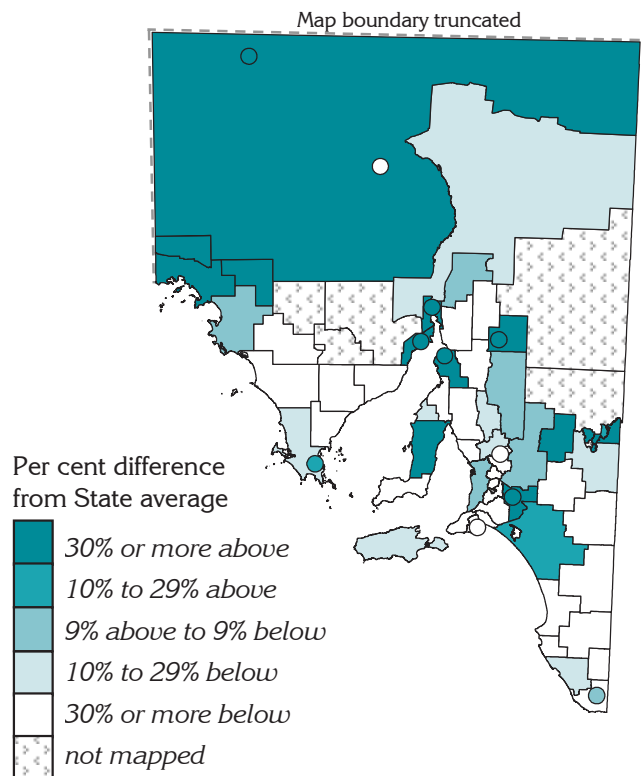 Map boundary truncated
Per cent difference
from State average
30% or more above
10% to 29% above
9% above to 9% below
10% to 29% below
30% or more below
not mapped